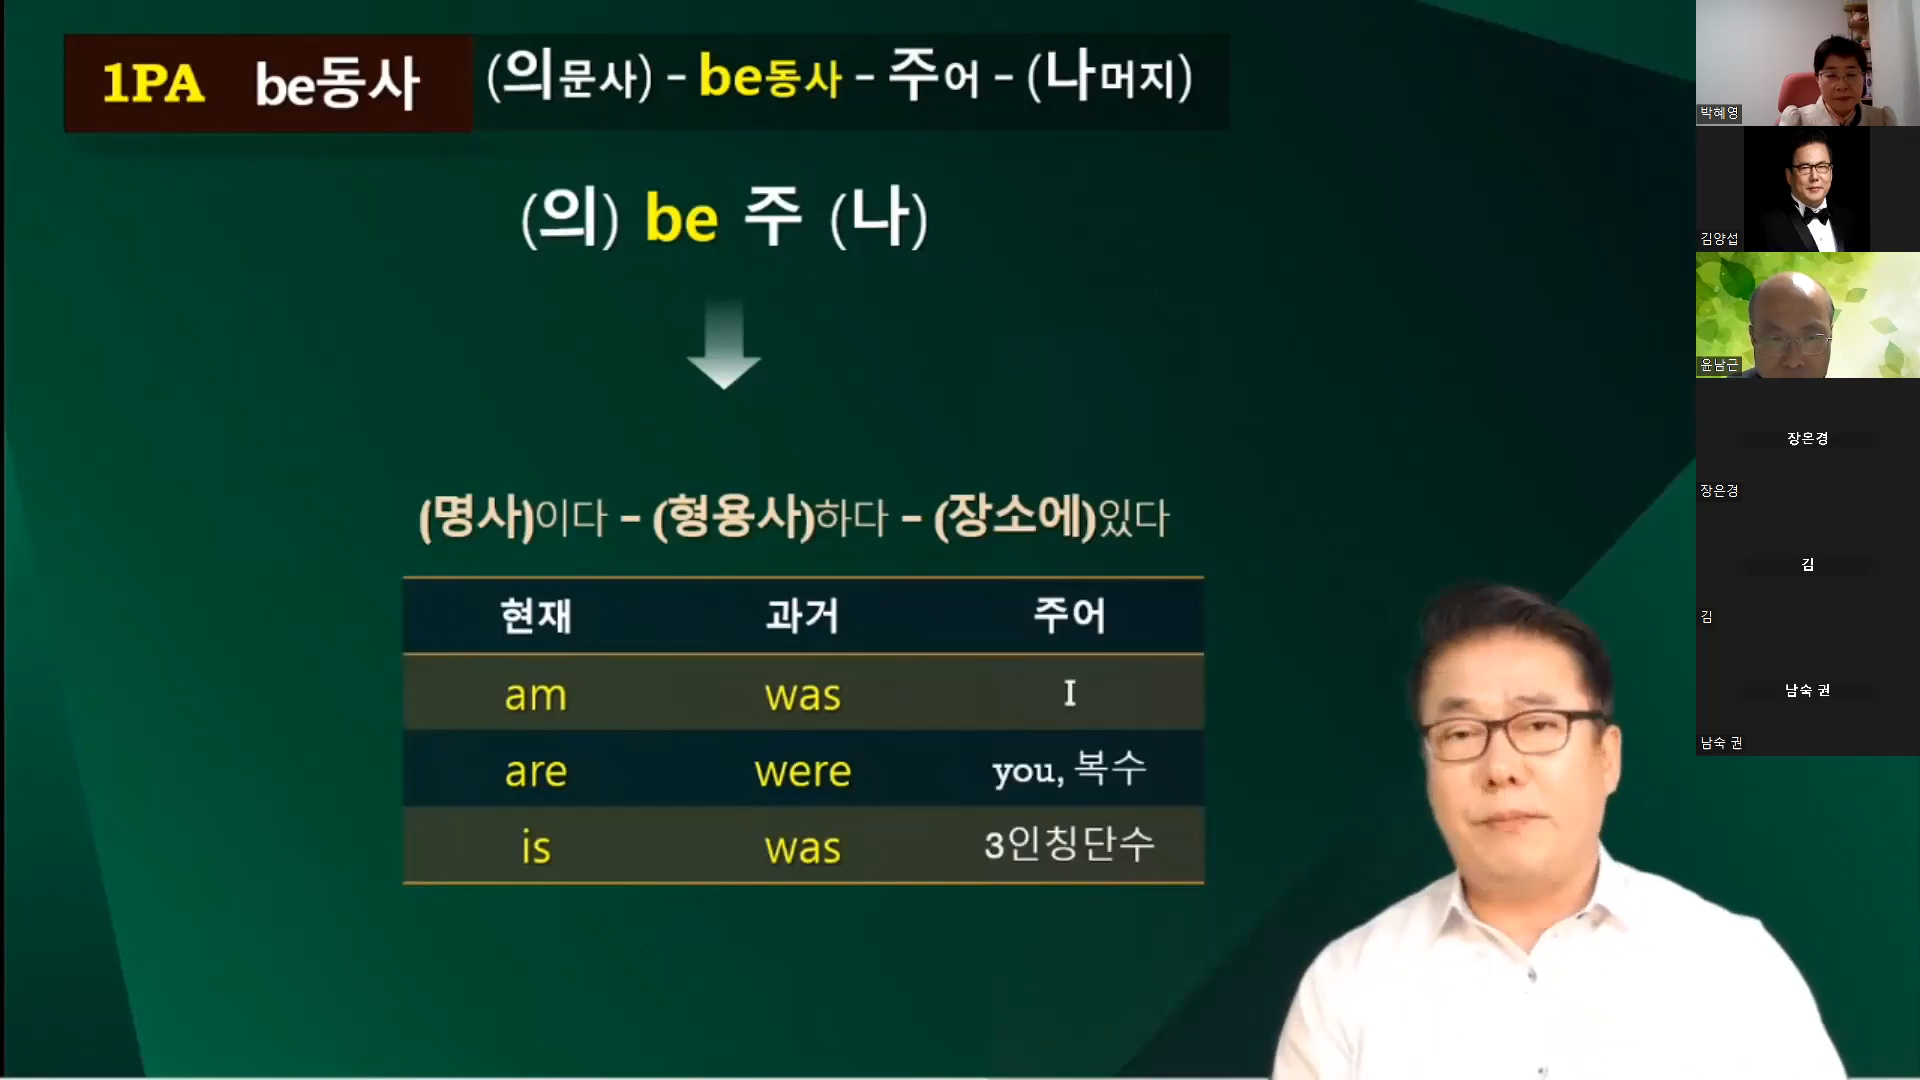 1PA be동사 (의문사) - be동사 - 주어 - (나머지)
(의) be 주 (나)
(명사)이다 - (형용사)하다 - (장소에)있다
현재 과거 주어
am was I
are were you, 복수
is was 3인칭단수
박혜영
김양섭
윤남근
장은경
장은경
김
김
남숙 권
남숙 권